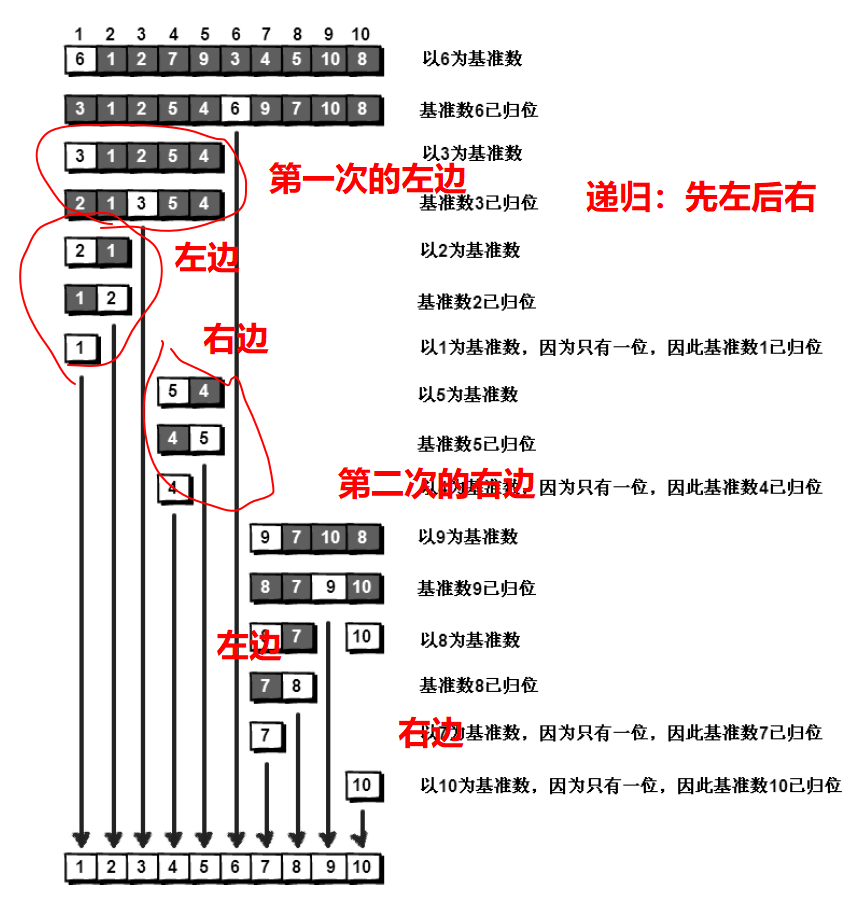 1 2 3 4 5 6 7 8 9 10
6 1 2 7 9 3 4 5 10 8 以6为基准数
3 1 2 5 4 6 9 7 10 8 基准数6已归位
3 1 2 5 4 以3为基准数
第一次的左边
递归：先左后右
2 1 3 5 4 基准数3已归位
2 1 左边 以2为基准数
1 2 基准数2已归位
右边
1 以1为基准数，因为只有一位，因此基准数1已归位
5 4 以5为基准数
4 5 基准数5已归位
第二次的右边
4 为基准数，因为只有一位，因此基准数4已归位
9 7 10 8 以9为基准数
8 7 9 10 基准数9已归位
左边
7 10 以8为基准数
7 8 基准数8已归位
右边
7 以7为基准数，因为只有一位，因此基准数7已归位
10 以10为基准数，因为只有一位，因此基准数10已归位
1 2 3 4 5 6 7 8 9 10